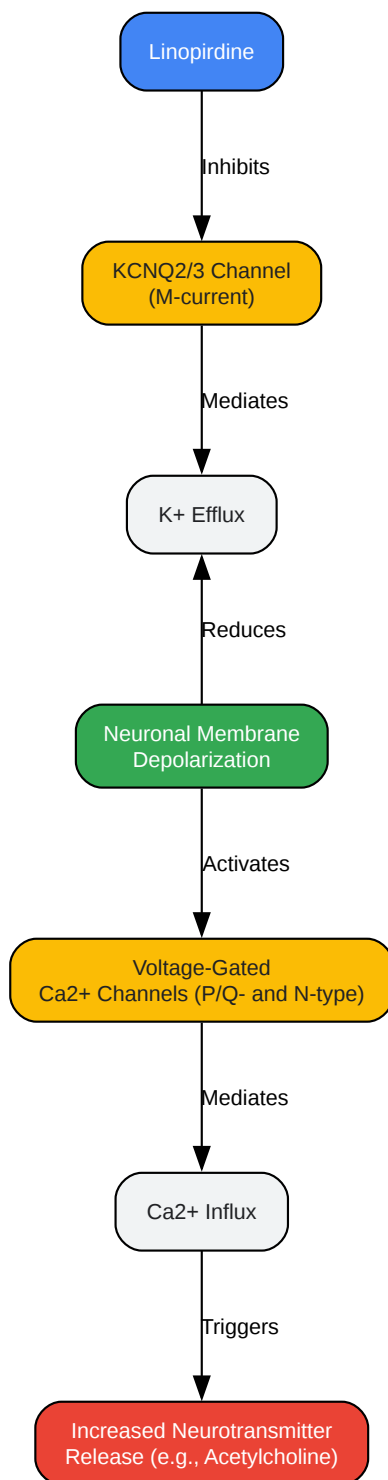 Linopirdine
Inhibits
KCNQ2/3 Channel
(M-current)
Mediates
K+ Efflux
Reduces
Neuronal Membrane
Depolarization
Activates
Voltage-Gated
Ca2+ Channels (P/Q- and N-type)
Mediates
Ca2+ Influx
Triggers
Increased Neurotransmitter
Release (e.g., Acetylcholine)